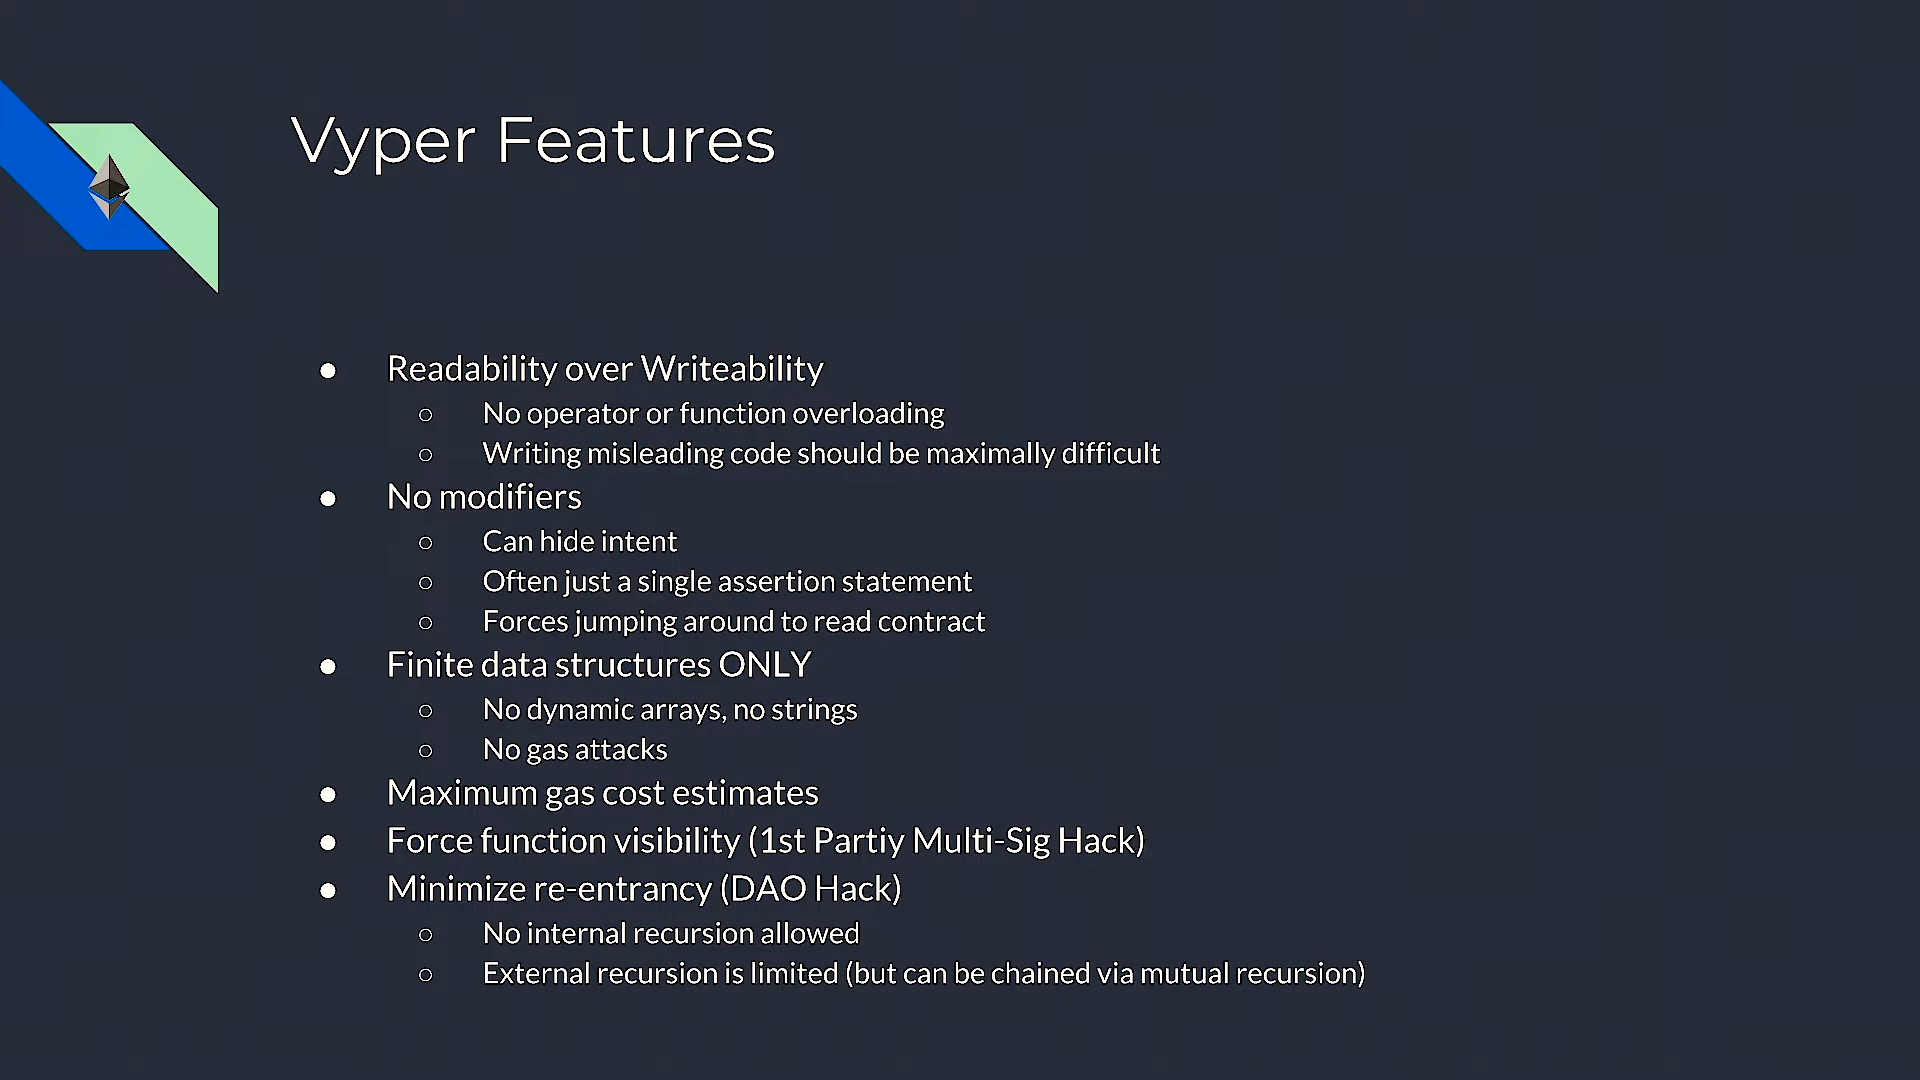 Vyper Features
● Readability over Writeability
○ No operator or function overloading
○ Writing misleading code should be maximally difficult
● No modifiers
○ Can hide intent
○ Often just a single assertion statement
○ Forces jumping around to read contract
● Finite data structures ONLY
○ No dynamic arrays, no strings
○ No gas attacks
● Maximum gas cost estimates
● Force function visibility (1st Partiy Multi-Sig Hack)
● Minimize re-entrancy (DAO Hack)
○ No internal recursion allowed
○ External recursion is limited (but can be chained via mutual recursion)